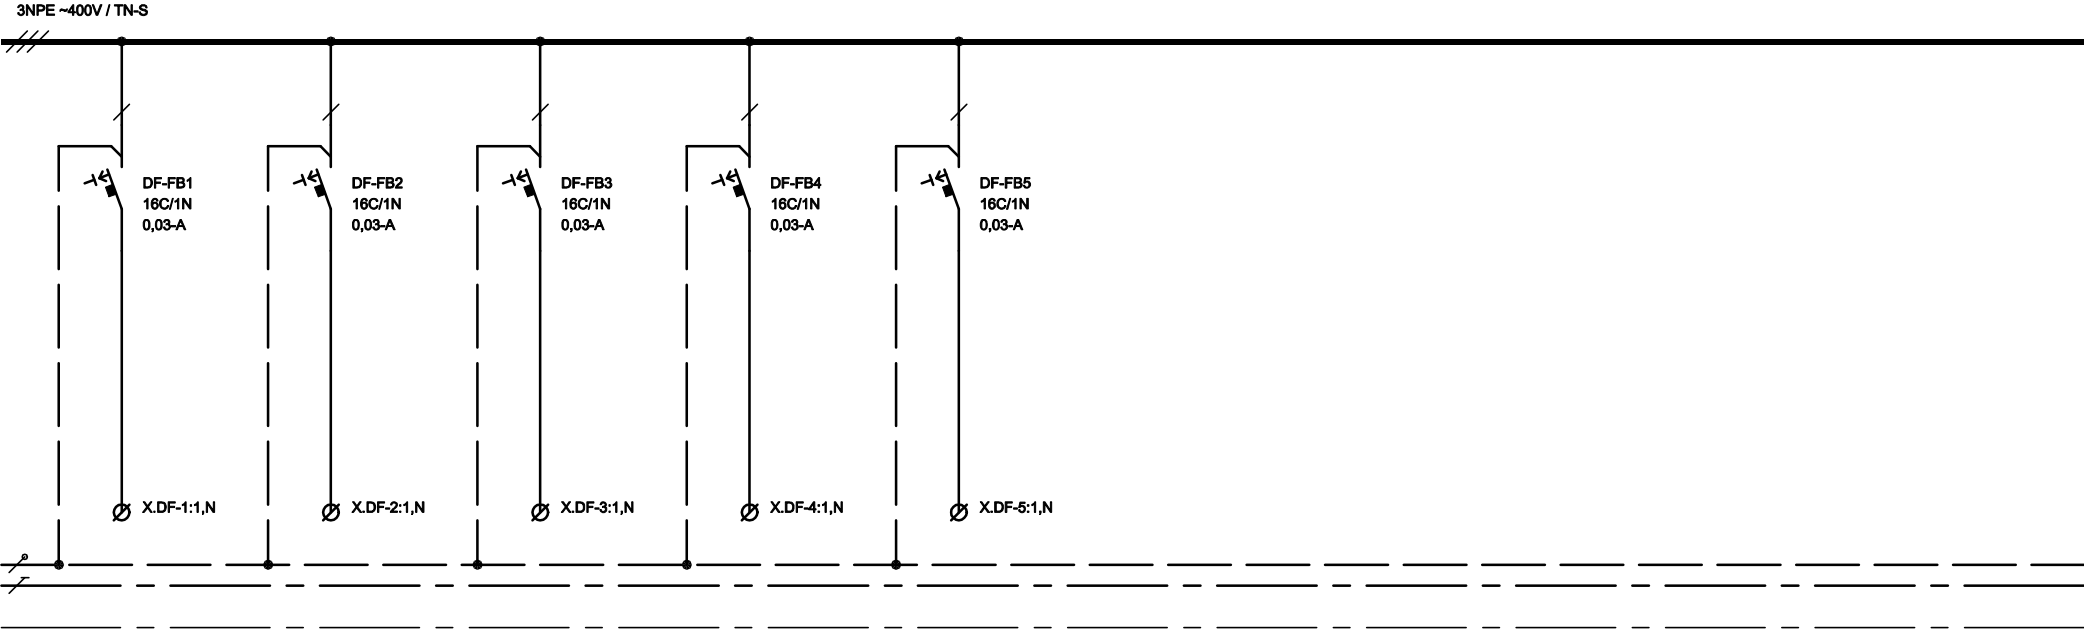 3NPE ~400V / TN-S
DF-FB1
16C/1N
0,03-A
DF-FB2
16C/1N
0,03-A
DF-FB3
16C/1N
0,03-A
DF-FB4
16C/1N
0,03-A
DF-FB5
16C/1N
0,03-A
X.DF-1:1,N
X.DF-2:1,N
X.DF-3:1,N
X.DF-4:1,N
X.DF-5:1,N